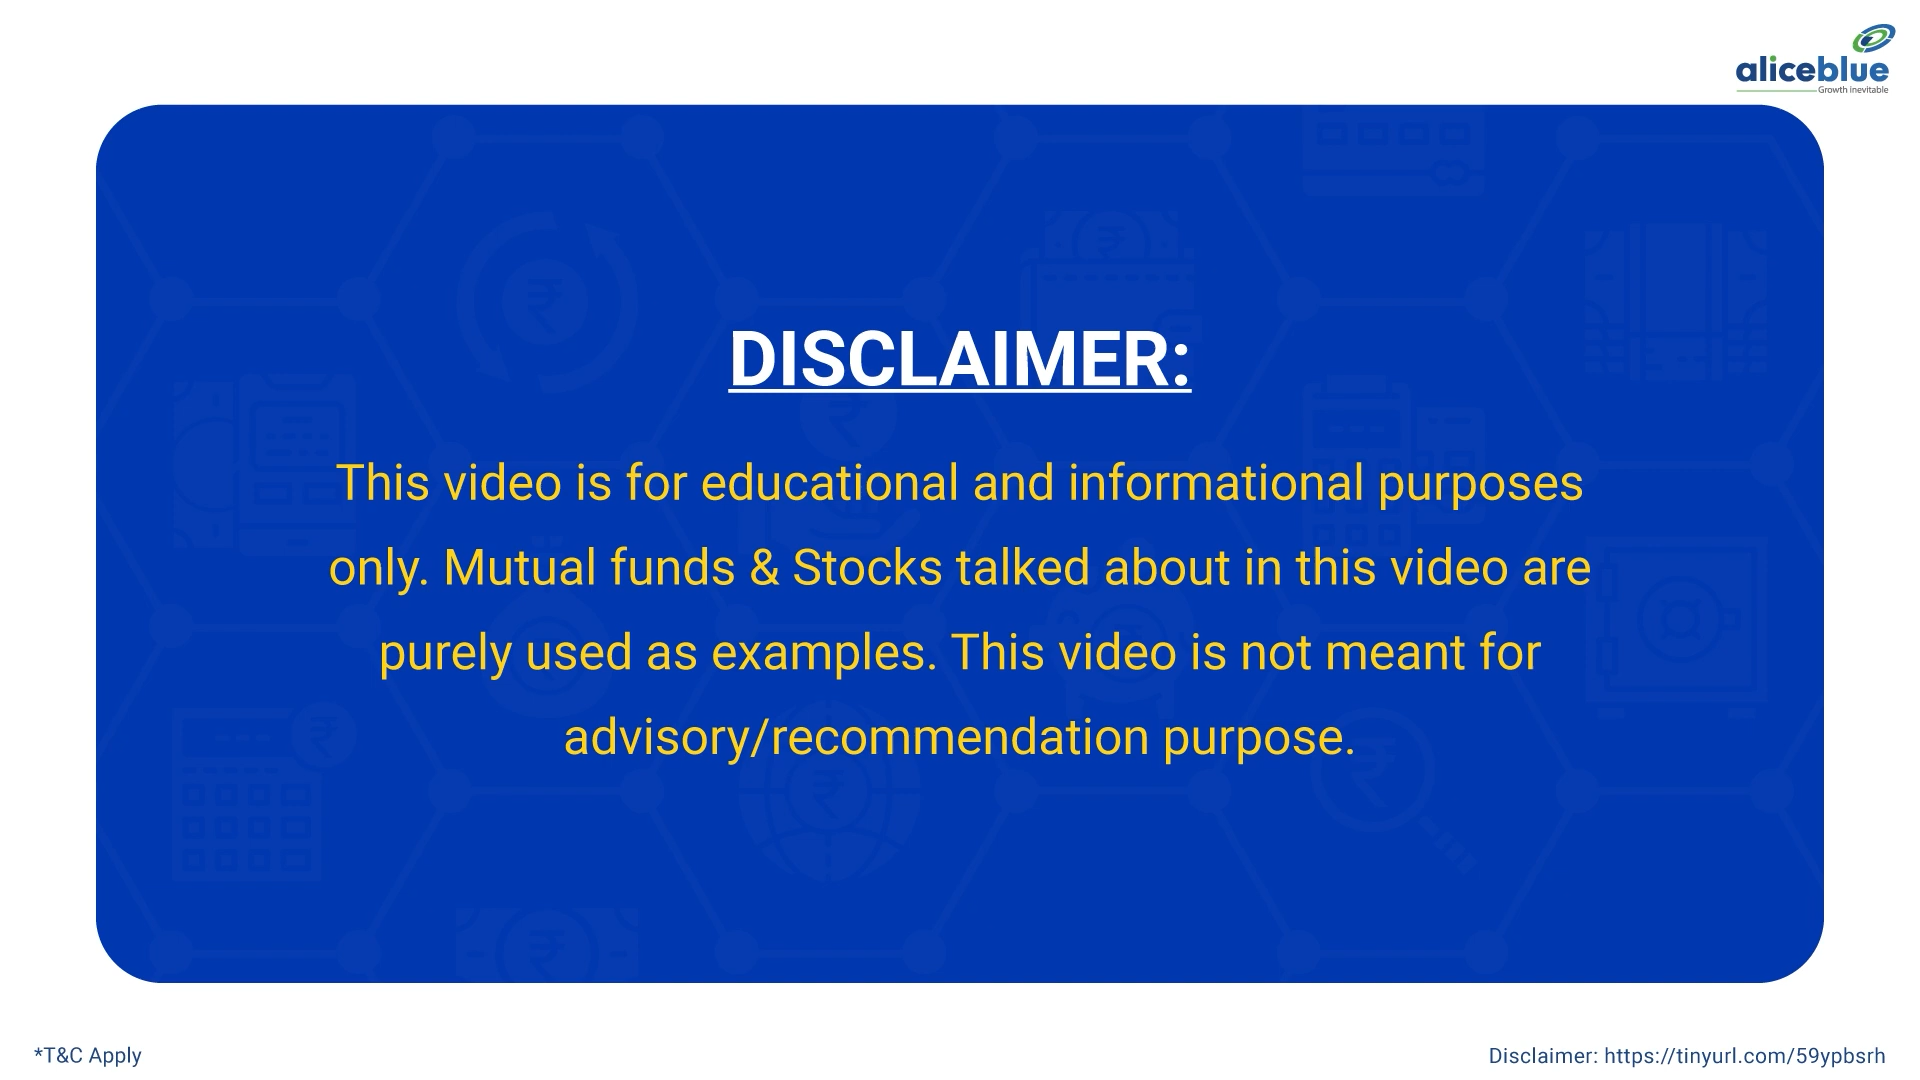 aliceblue
Growth inevitable
DISCLAIMER:
This video is for educational and informational purposes
only. Mutual funds & Stocks talked about in this video are
purely used as examples. This video is not meant for
advisory/recommendation purpose.
*T&C Apply
Disclaimer: https://tinyurl.com/59ypbsrh